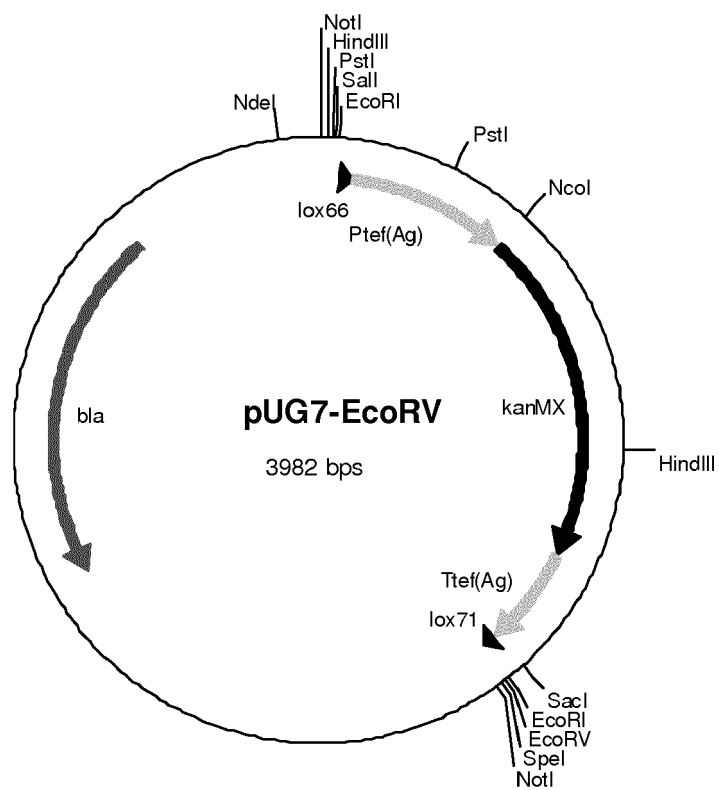 NotI
HindIII
PstI
SalI
EcoRI
NdeI
PstI
NcoI
lox66
Ptef(Ag)
bla
pUG7-EcoRV
3982 bps
kanMX
HindIII
Ttef(Ag)
lox71
SacI
EcoRI
EcoRV
SpeI
NotI